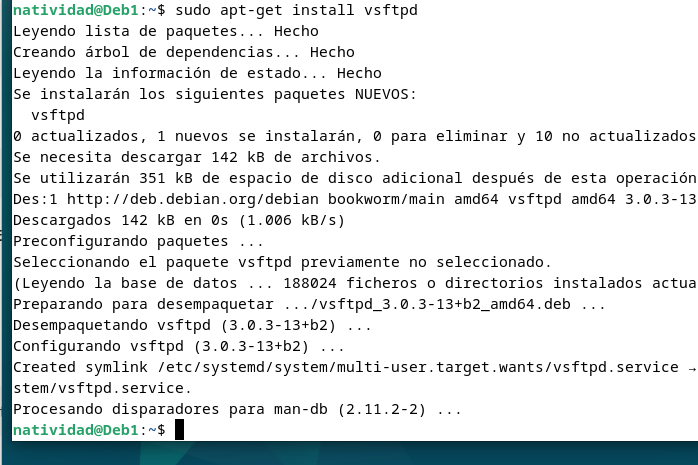 natividad@Deb1:~$ sudo apt-get install vsftpd
Leyendo lista de paquetes... Hecho
Creando árbol de dependencias... Hecho
Leyendo la información de estado... Hecho
Se instalarán los siguientes paquetes NUEVOS:
  vsftpd
0 actualizados, 1 nuevos se instalarán, 0 para eliminar y 10 no actualizados
Se necesita descargar 142 kB de archivos.
Se utilizarán 351 kB de espacio de disco adicional después de esta operación
Des:1 http://deb.debian.org/debian bookworm/main amd64 vsftpd amd64 3.0.3-13
Descargados 142 kB en 0s (1.006 kB/s)
Preconfigurando paquetes ...
Seleccionando el paquete vsftpd previamente no seleccionado.
(Leyendo la base de datos ... 188024 ficheros o directorios instalados actua
Preparando para desempaquetar .../vsftpd_3.0.3-13+b2_amd64.deb ...
Desempaquetando vsftpd (3.0.3-13+b2) ...
Configurando vsftpd (3.0.3-13+b2) ...
Created symlink /etc/systemd/system/multi-user.target.wants/vsftpd.service →
stem/vsftpd.service.
Procesando disparadores para man-db (2.11.2-2) ...
natividad@Deb1:~$